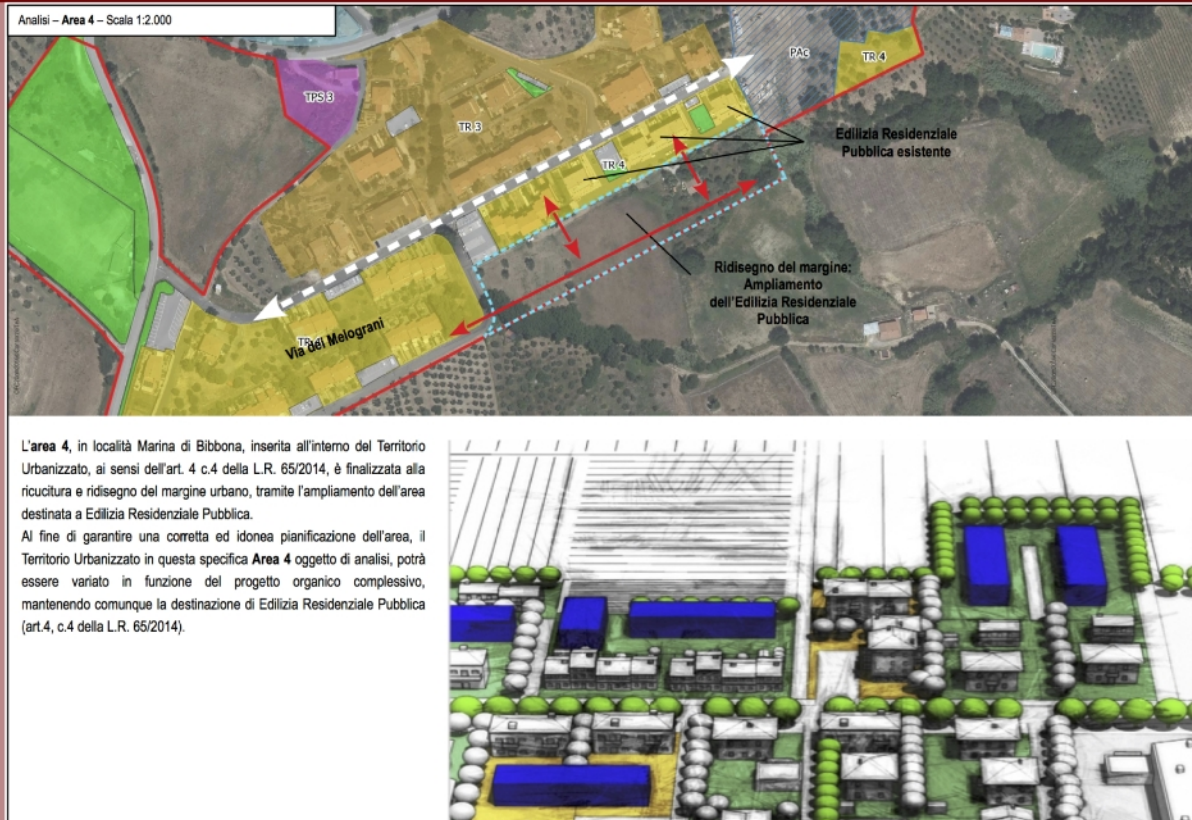 Analisi – Area 4 – Scala 1:2.000
PAc
TR 4
TPS 3
TR 3
Edilizia Residenziale
Pubblica esistente
TR 4
Ridisegno del margine:
Ampliamento
dell'Edilizia Residenziale
Pubblica
Via dei Melograni
L'area 4, in località Marina di Bibbona, inserita all'interno del Territorio
Urbanizzato, ai sensi dell'art. 4 c.4 della L.R. 65/2014, è finalizzata alla
ricucitura e ridisegno del margine urbano, tramite l'ampliamento dell'area
destinata a Edilizia Residenziale Pubblica.
Al fine di garantire una corretta ed idonea pianificazione dell'area, il
Territorio Urbanizzato in questa specifica Area 4 oggetto di analisi, potrà
essere variato in funzione del progetto organico complessivo,
mantenendo comunque la destinazione di Edilizia Residenziale Pubblica
(art.4, c.4 della L.R. 65/2014).